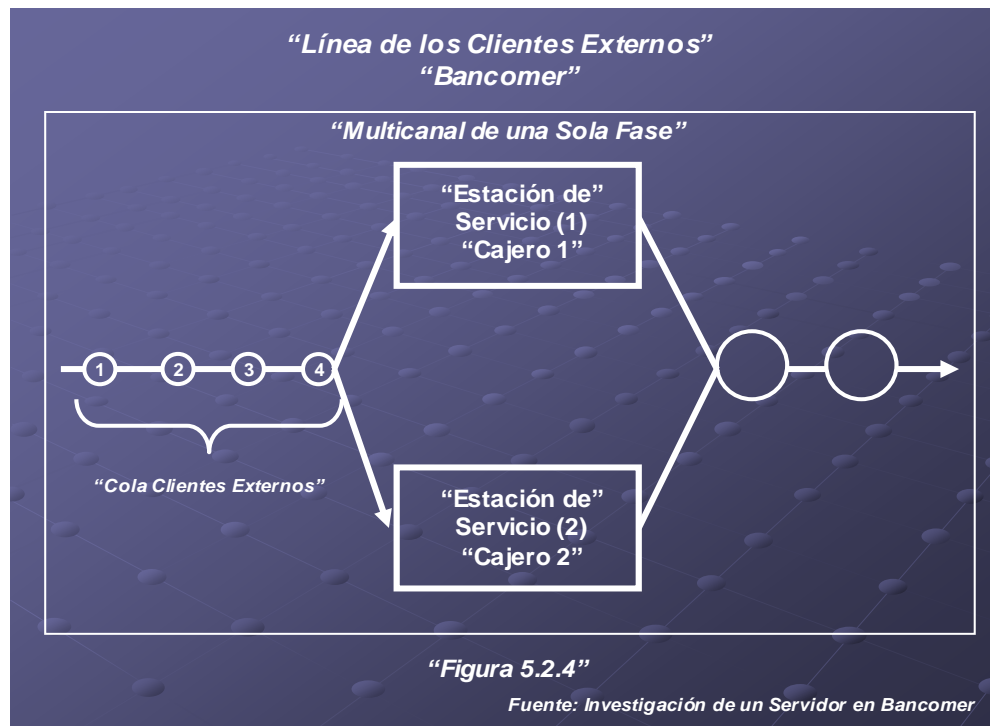 “Línea de los Clientes Externos”
“Bancomer”
“Multicanal de una Sola Fase”
“Estación de”
Servicio (1)
“Cajero 1”
1 2 3 4
“Cola Clientes Externos”
“Estación de”
Servicio (2)
“Cajero 2”
“Figura 5.2.4”
Fuente: Investigación de un Servidor en Bancomer